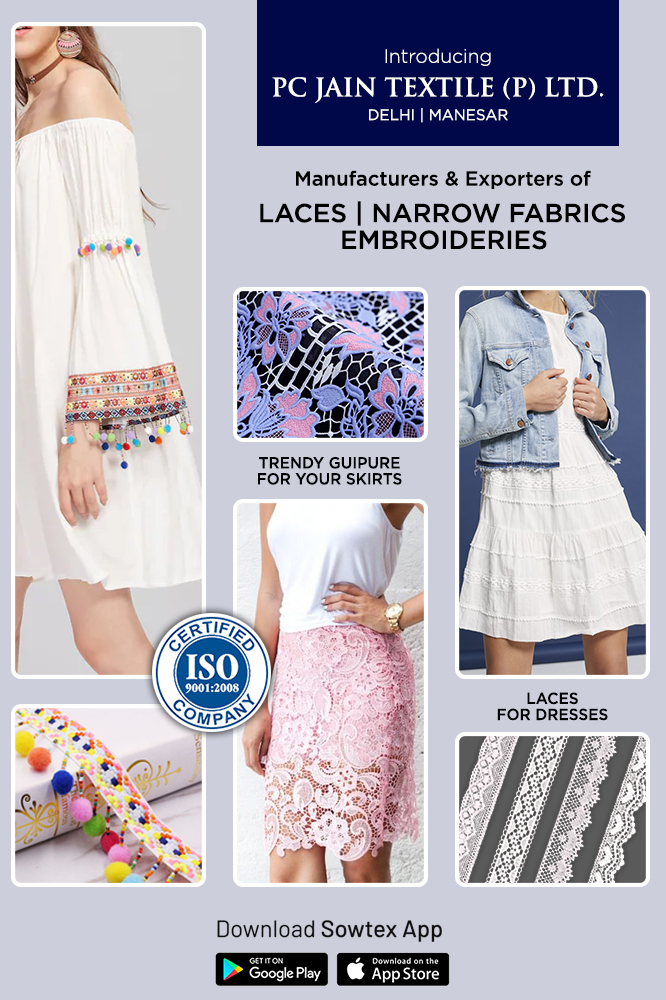 Introducing
PC JAIN TEXTILE (P) LTD.
DELHI | MANESAR
Manufacturers & Exporters of
LACES | NARROW FABRICS
EMBROIDERIES
TRENDY GUIPURE
FOR YOUR SKIRTS
CERTIFIED
ISO
9001:2008
COMPANY
LACES
FOR DRESSES
Download Sowtex App
GET IT ON
Google Play
Download on the
App Store